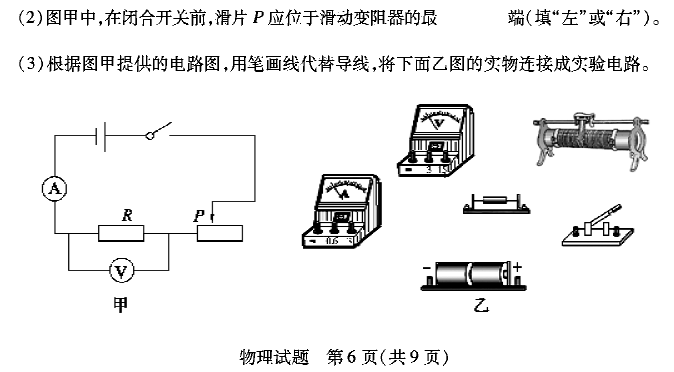 (2)图甲中,在闭合开关前,滑片P应位于滑动变阻器的最 端(填“左”或“右”)。
(3)根据图甲提供的电路图,用笔画线代替导线,将下面乙图的实物连接成实验电路。
A
R
P
V
甲
V
- 3 15
A
- 0.6 3
- +
乙
物理试题 第6页(共9页)